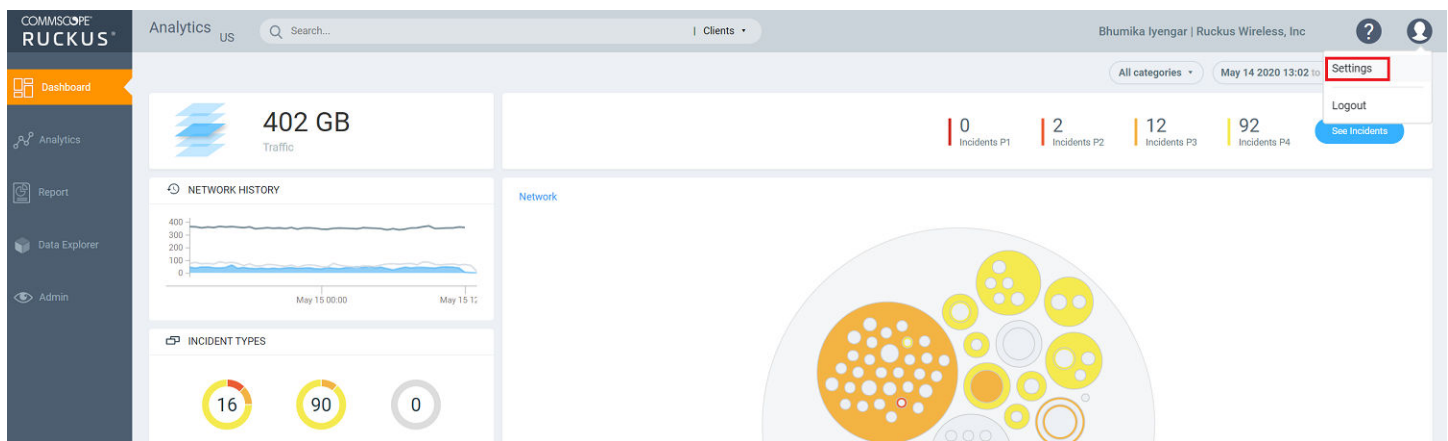 COMMSCOPE
RUCKUS
Analytics US
Search...
| Clients
Bhumika Iyengar | Ruckus Wireless, Inc
?
Settings
Logout
All categories
May 14 2020 13:02 to
Dashboard
Analytics
Report
Data Explorer
Admin
402 GB
Traffic
0
Incidents P1
2
Incidents P2
12
Incidents P3
92
Incidents P4
See Incidents
NETWORK HISTORY
400
300
200
100
0
May 15 00:00
May 15 12
Network
INCIDENT TYPES
16
90
0